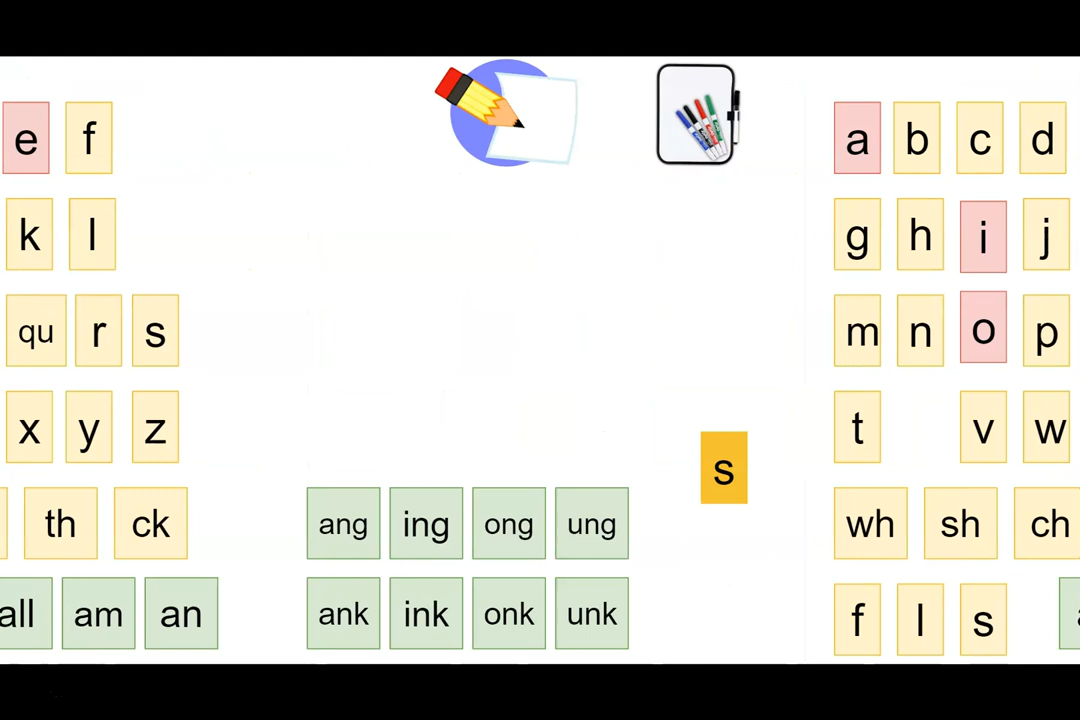 e f a b c d
k l g h i j
qu r s m n o p
x y z t v w
s
th ck ang ing ong ung wh sh ch
all am an ank ink onk unk f l s